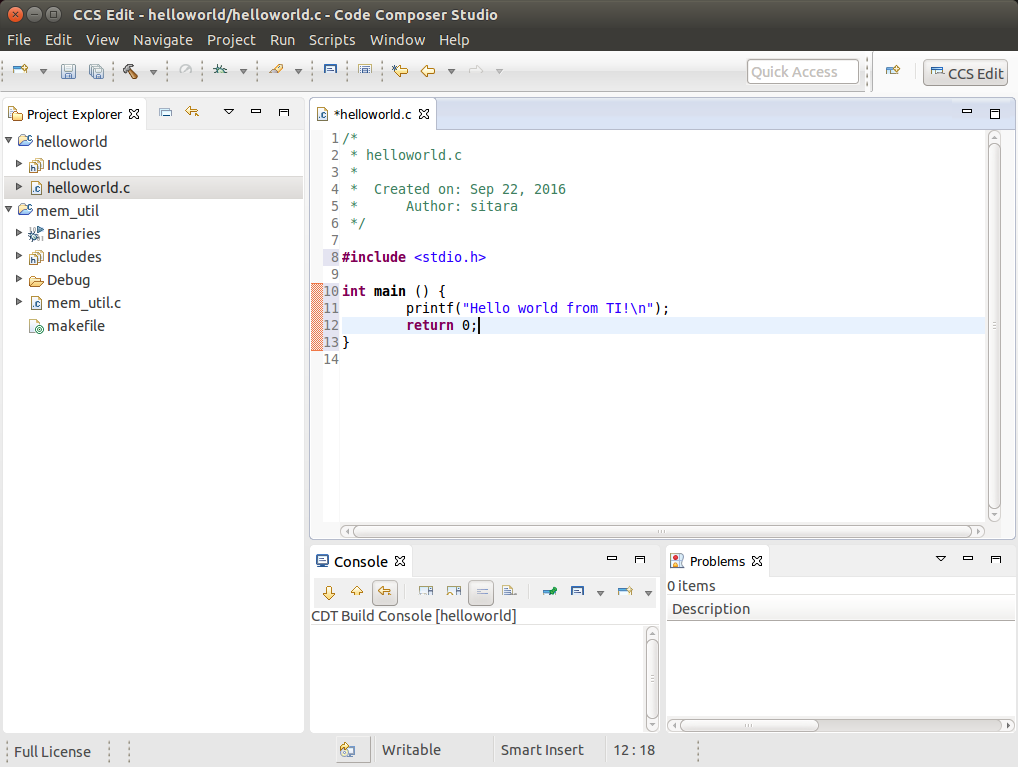 CCS Edit - helloworld/helloworld.c - Code Composer Studio
File Edit View Navigate Project Run Scripts Window Help
Quick Access
CCS Edit
Project Explorer
helloworld
Includes
helloworld.c
mem_util
Binaries
Includes
Debug
mem_util.c
makefile
*helloworld.c
1 /*
2 * helloworld.c
3 *
4 *  Created on: Sep 22, 2016
5 *      Author: sitara
6 */
7
8 #include <stdio.h>
9
10 int main () {
11         printf("Hello world from TI!\n");
12         return 0;
13 }
14
Console
CDT Build Console [helloworld]
Problems
0 items
Description
Full License
Writable
Smart Insert
12 : 18